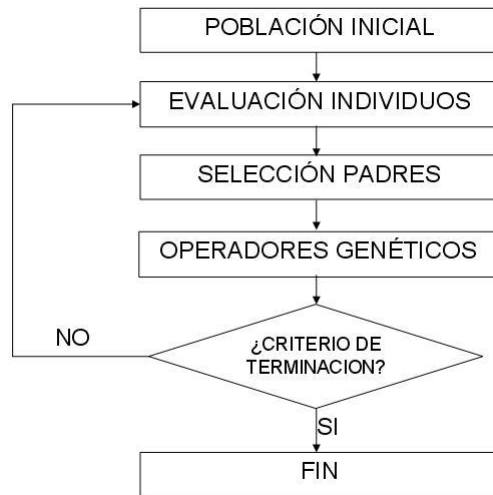 POBLACIÓN INICIAL
EVALUACIÓN INDIVIDUOS
SELECCIÓN PADRES
OPERADORES GENÉTICOS
¿CRITERIO DE
TERMINACION?
NO
SI
FIN